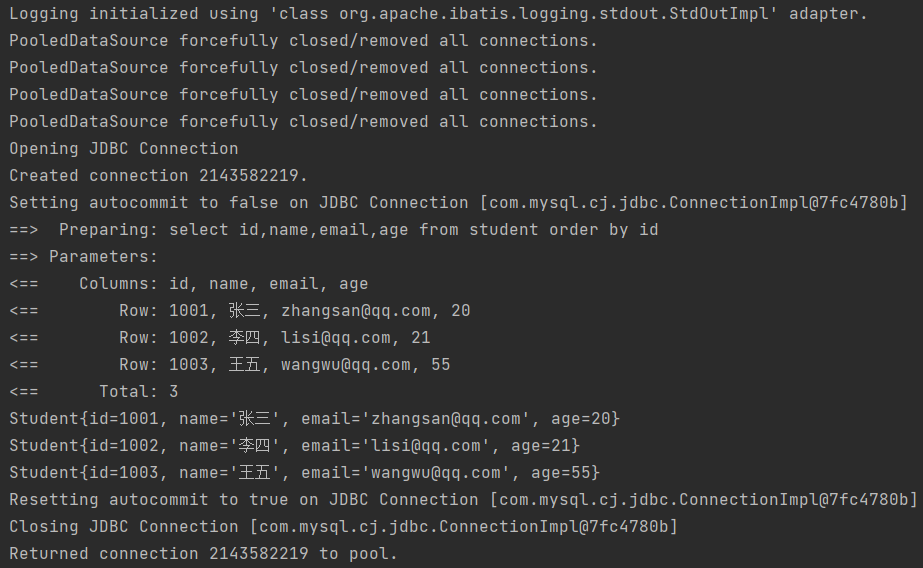 Logging initialized using 'class org.apache.ibatis.logging.stdout.StdOutImpl' adapter.
PooledDataSource forcefully closed/removed all connections.
PooledDataSource forcefully closed/removed all connections.
PooledDataSource forcefully closed/removed all connections.
PooledDataSource forcefully closed/removed all connections.
Opening JDBC Connection
Created connection 2143582219.
Setting autocommit to false on JDBC Connection [com.mysql.cj.jdbc.ConnectionImpl@7fc4780b]
==>  Preparing: select id,name,email,age from student order by id
==> Parameters:
<==    Columns: id, name, email, age
<==        Row: 1001, 张三, zhangsan@qq.com, 20
<==        Row: 1002, 李四, lisi@qq.com, 21
<==        Row: 1003, 王五, wangwu@qq.com, 55
<==      Total: 3
Student{id=1001, name='张三', email='zhangsan@qq.com', age=20}
Student{id=1002, name='李四', email='lisi@qq.com', age=21}
Student{id=1003, name='王五', email='wangwu@qq.com', age=55}
Resetting autocommit to true on JDBC Connection [com.mysql.cj.jdbc.ConnectionImpl@7fc4780b]
Closing JDBC Connection [com.mysql.cj.jdbc.ConnectionImpl@7fc4780b]
Returned connection 2143582219 to pool.